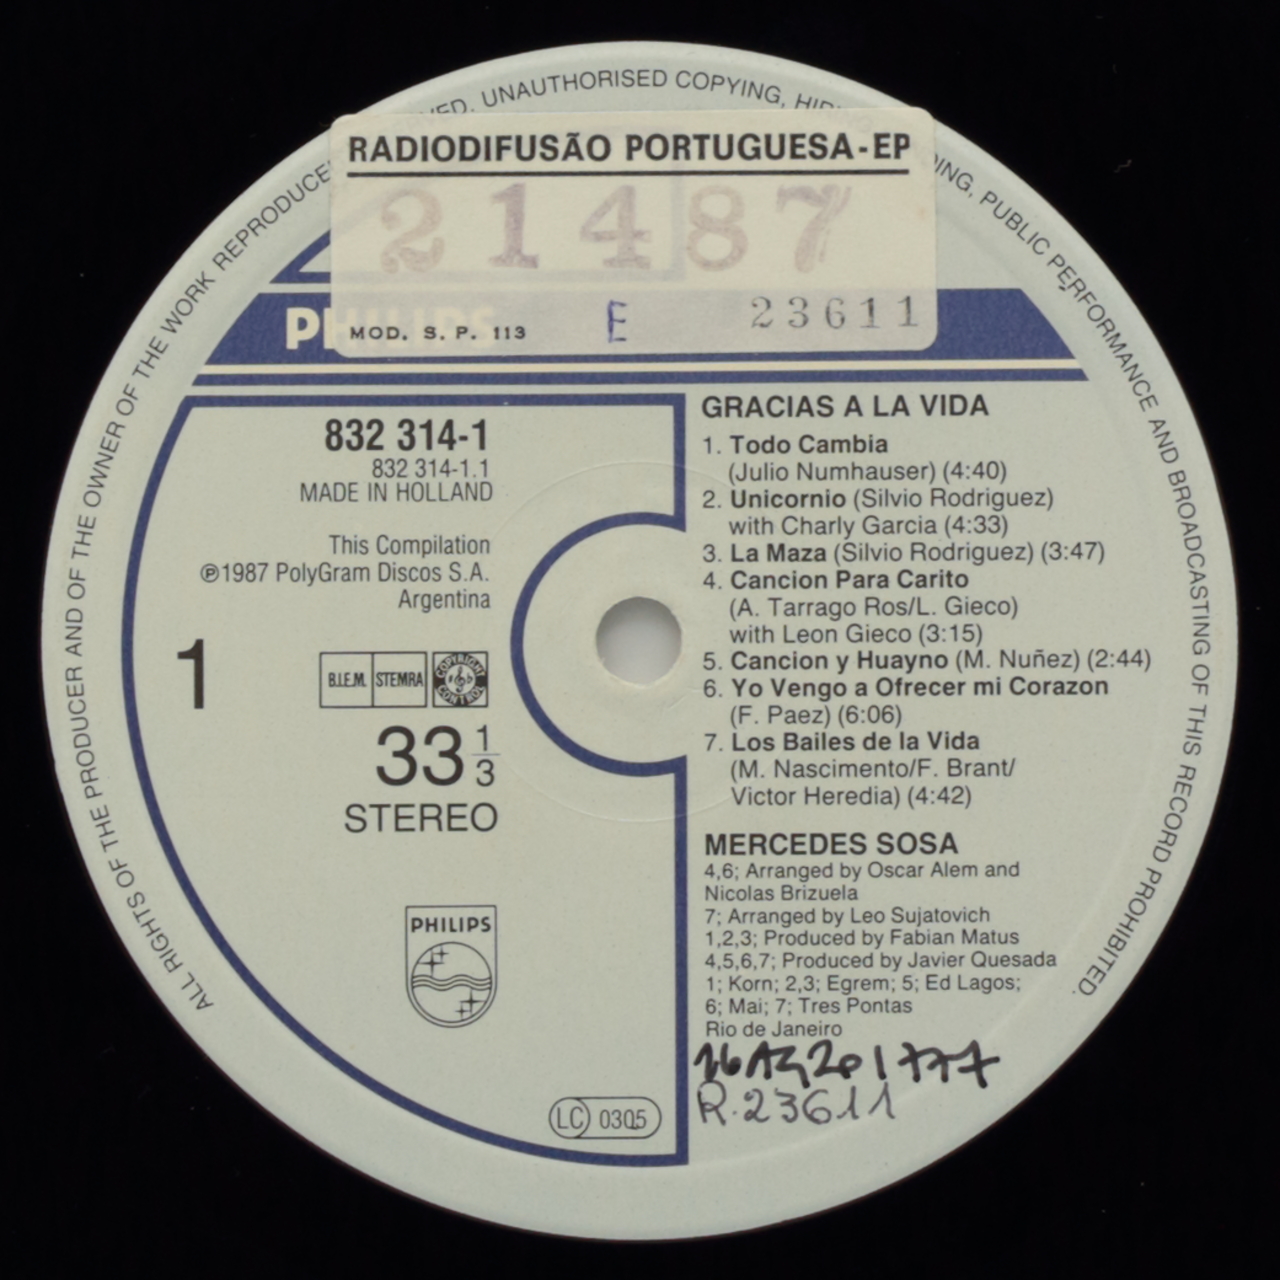 ALL RIGHTS OF THE PRODUCER AND OF THE OWNER OF THE WORK REPRODUCED. UNAUTHORISED COPYING, PUBLIC PERFORMANCE AND BROADCASTING OF THIS RECORD PROHIBITED.
RADIODIFUSÃO PORTUGUESA-EP
21487
PHILIPS
MOD. S. P. 113
E
23611
832 314-1
832 314-1.1
MADE IN HOLLAND
This Compilation
℗1987 PolyGram Discos S.A.
Argentina
1
B.I.E.M. STEMRA COPYRIGHT CONTROL
33 1/3
STEREO
PHILIPS
LC 0305
GRACIAS A LA VIDA
1. Todo Cambia
(Julio Numhauser) (4:40)
2. Unicornio (Silvio Rodriguez)
with Charly Garcia (4:33)
3. La Maza (Silvio Rodriguez) (3:47)
4. Cancion Para Carito
(A. Tarrago Ros/L. Gieco)
with Leon Gieco (3:15)
5. Cancion y Huayno (M. Nuñez) (2:44)
6. Yo Vengo a Ofrecer mi Corazon
(F. Paez) (6:06)
7. Los Bailes de la Vida
(M. Nascimento/F. Brant/
Victor Heredia) (4:42)
MERCEDES SOSA
4,6; Arranged by Oscar Alem and
Nicolas Brizuela
7; Arranged by Leo Sujatovich
1,2,3; Produced by Fabian Matus
4,5,6,7; Produced by Javier Quesada
1; Korn; 2,3; Egrem; 5; Ed Lagos;
6; Mai; 7; Tres Pontas
Rio de Janeiro
R.23611